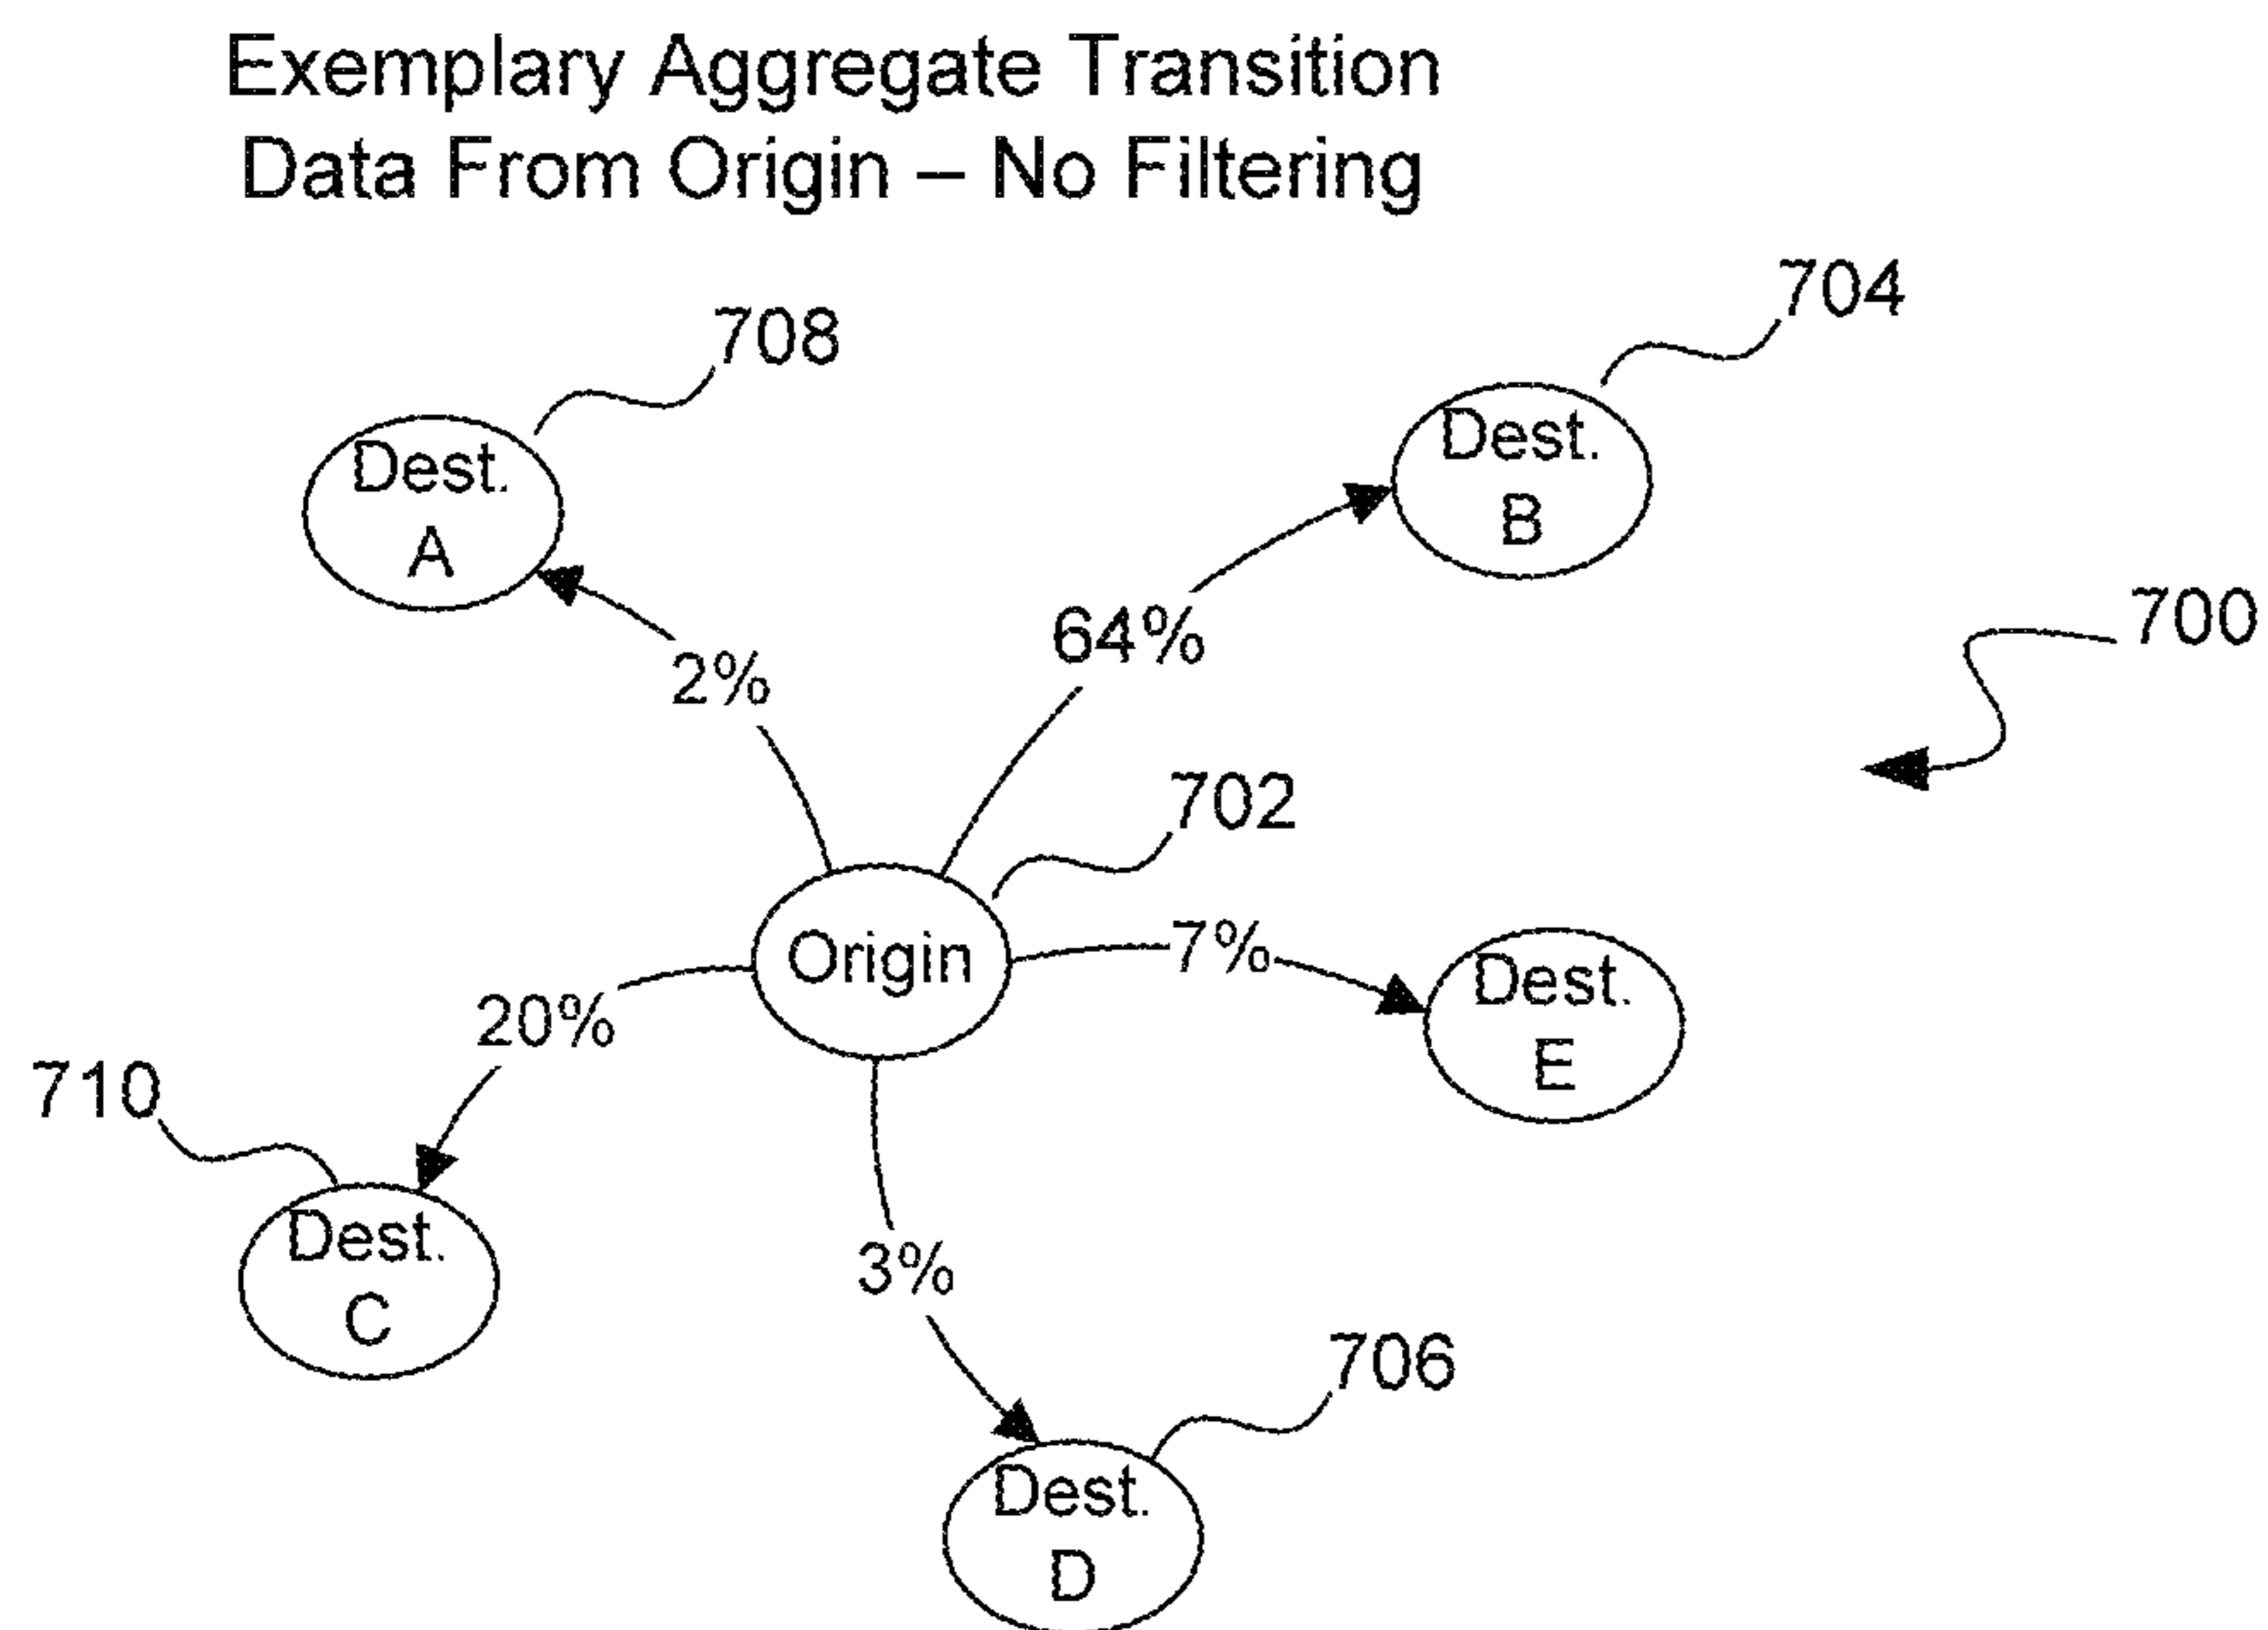 Exemplary Aggregate Transition
Data From Origin – No Filtering
704
708
Dest.
B
Dest.
A
700
64%
2%
702
Origin
7%
Dest.
E
20%
710
Dest.
C
3%
706
Dest.
D